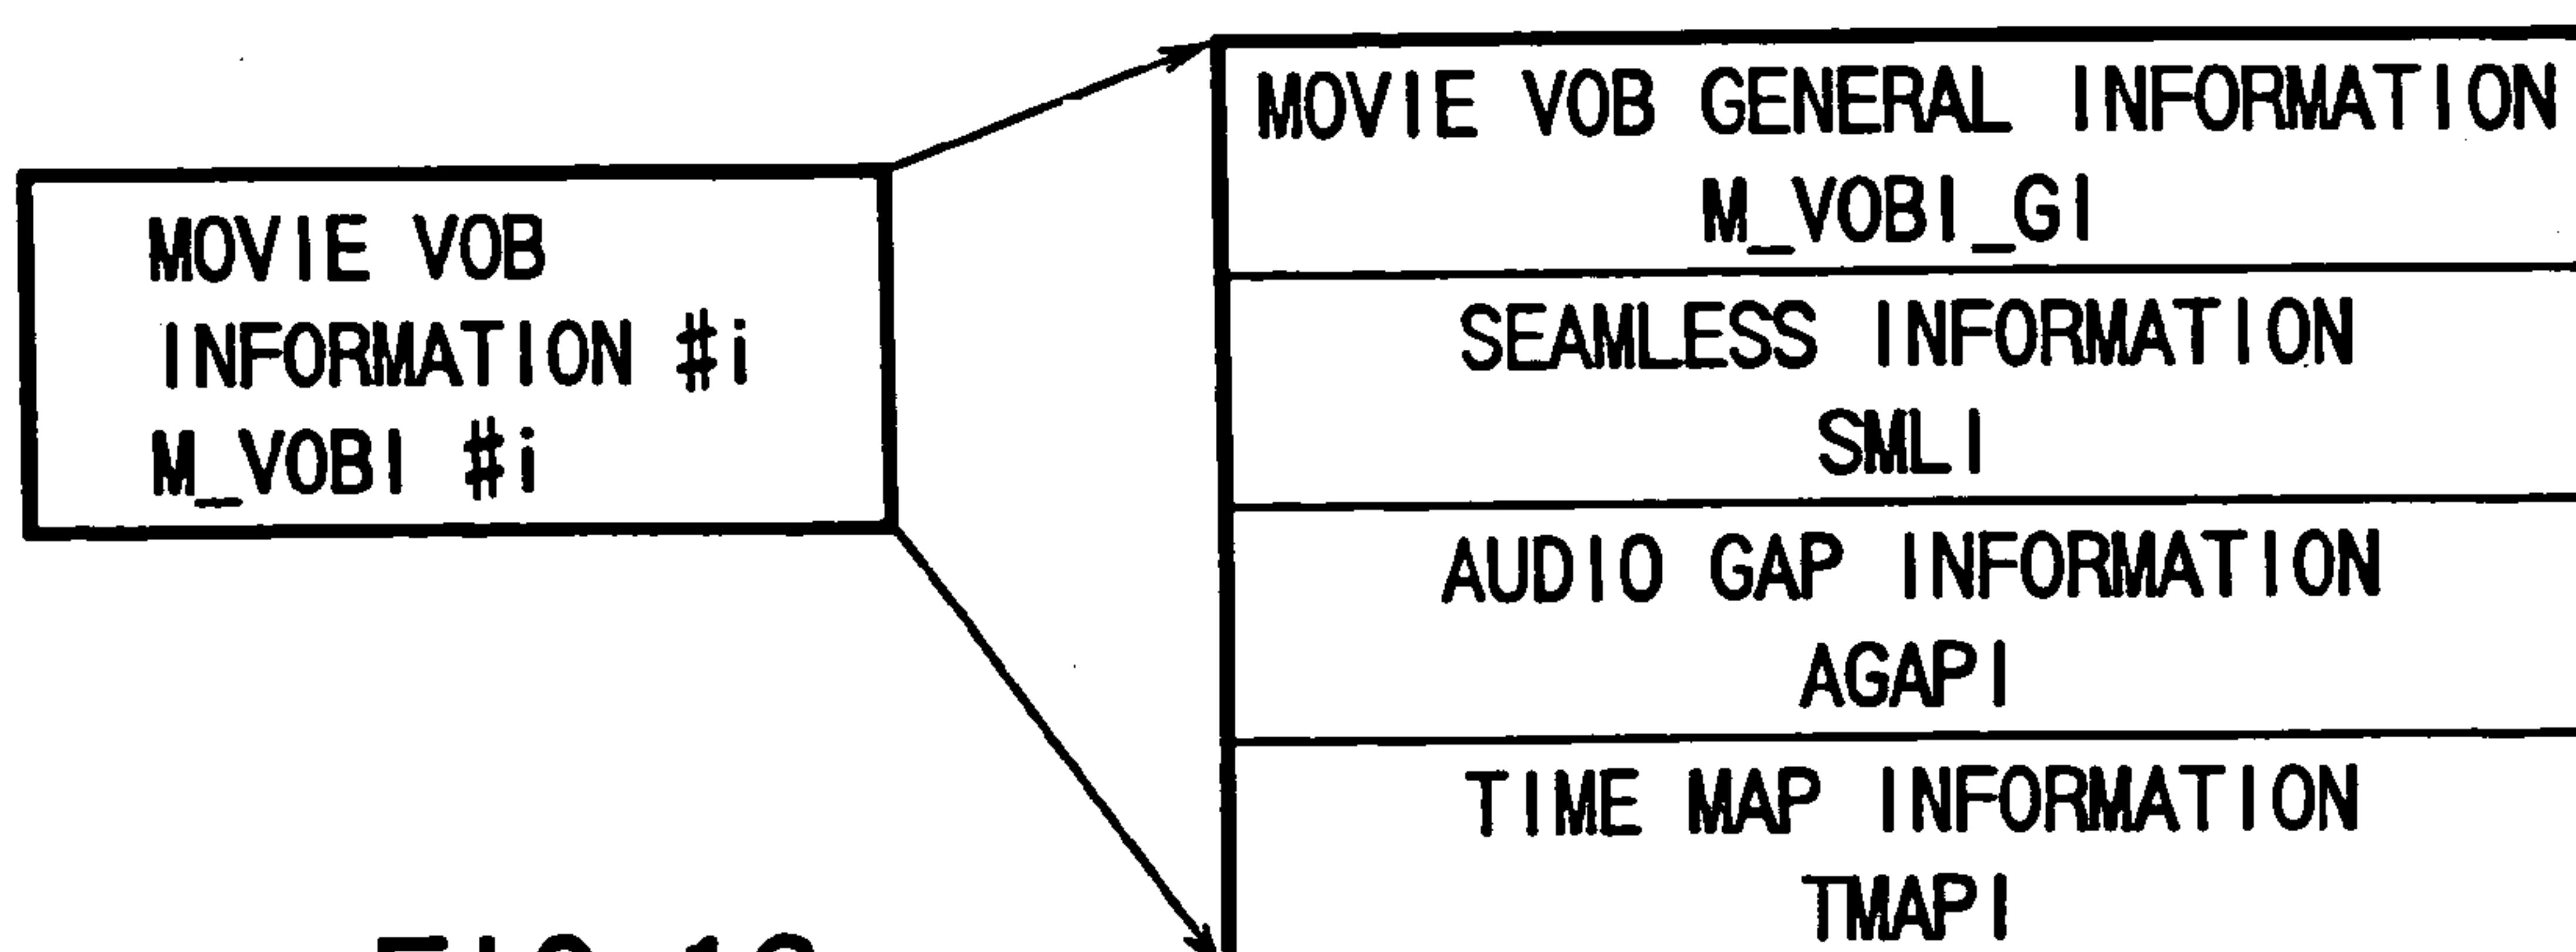 MOVIE VOB
INFORMATION #i
M_VOBI #i
MOVIE VOB GENERAL INFORMATION
M_VOBI_GI
SEAMLESS INFORMATION
SMLI
AUDIO GAP INFORMATION
AGAPI
TIME MAP INFORMATION
TMAPI